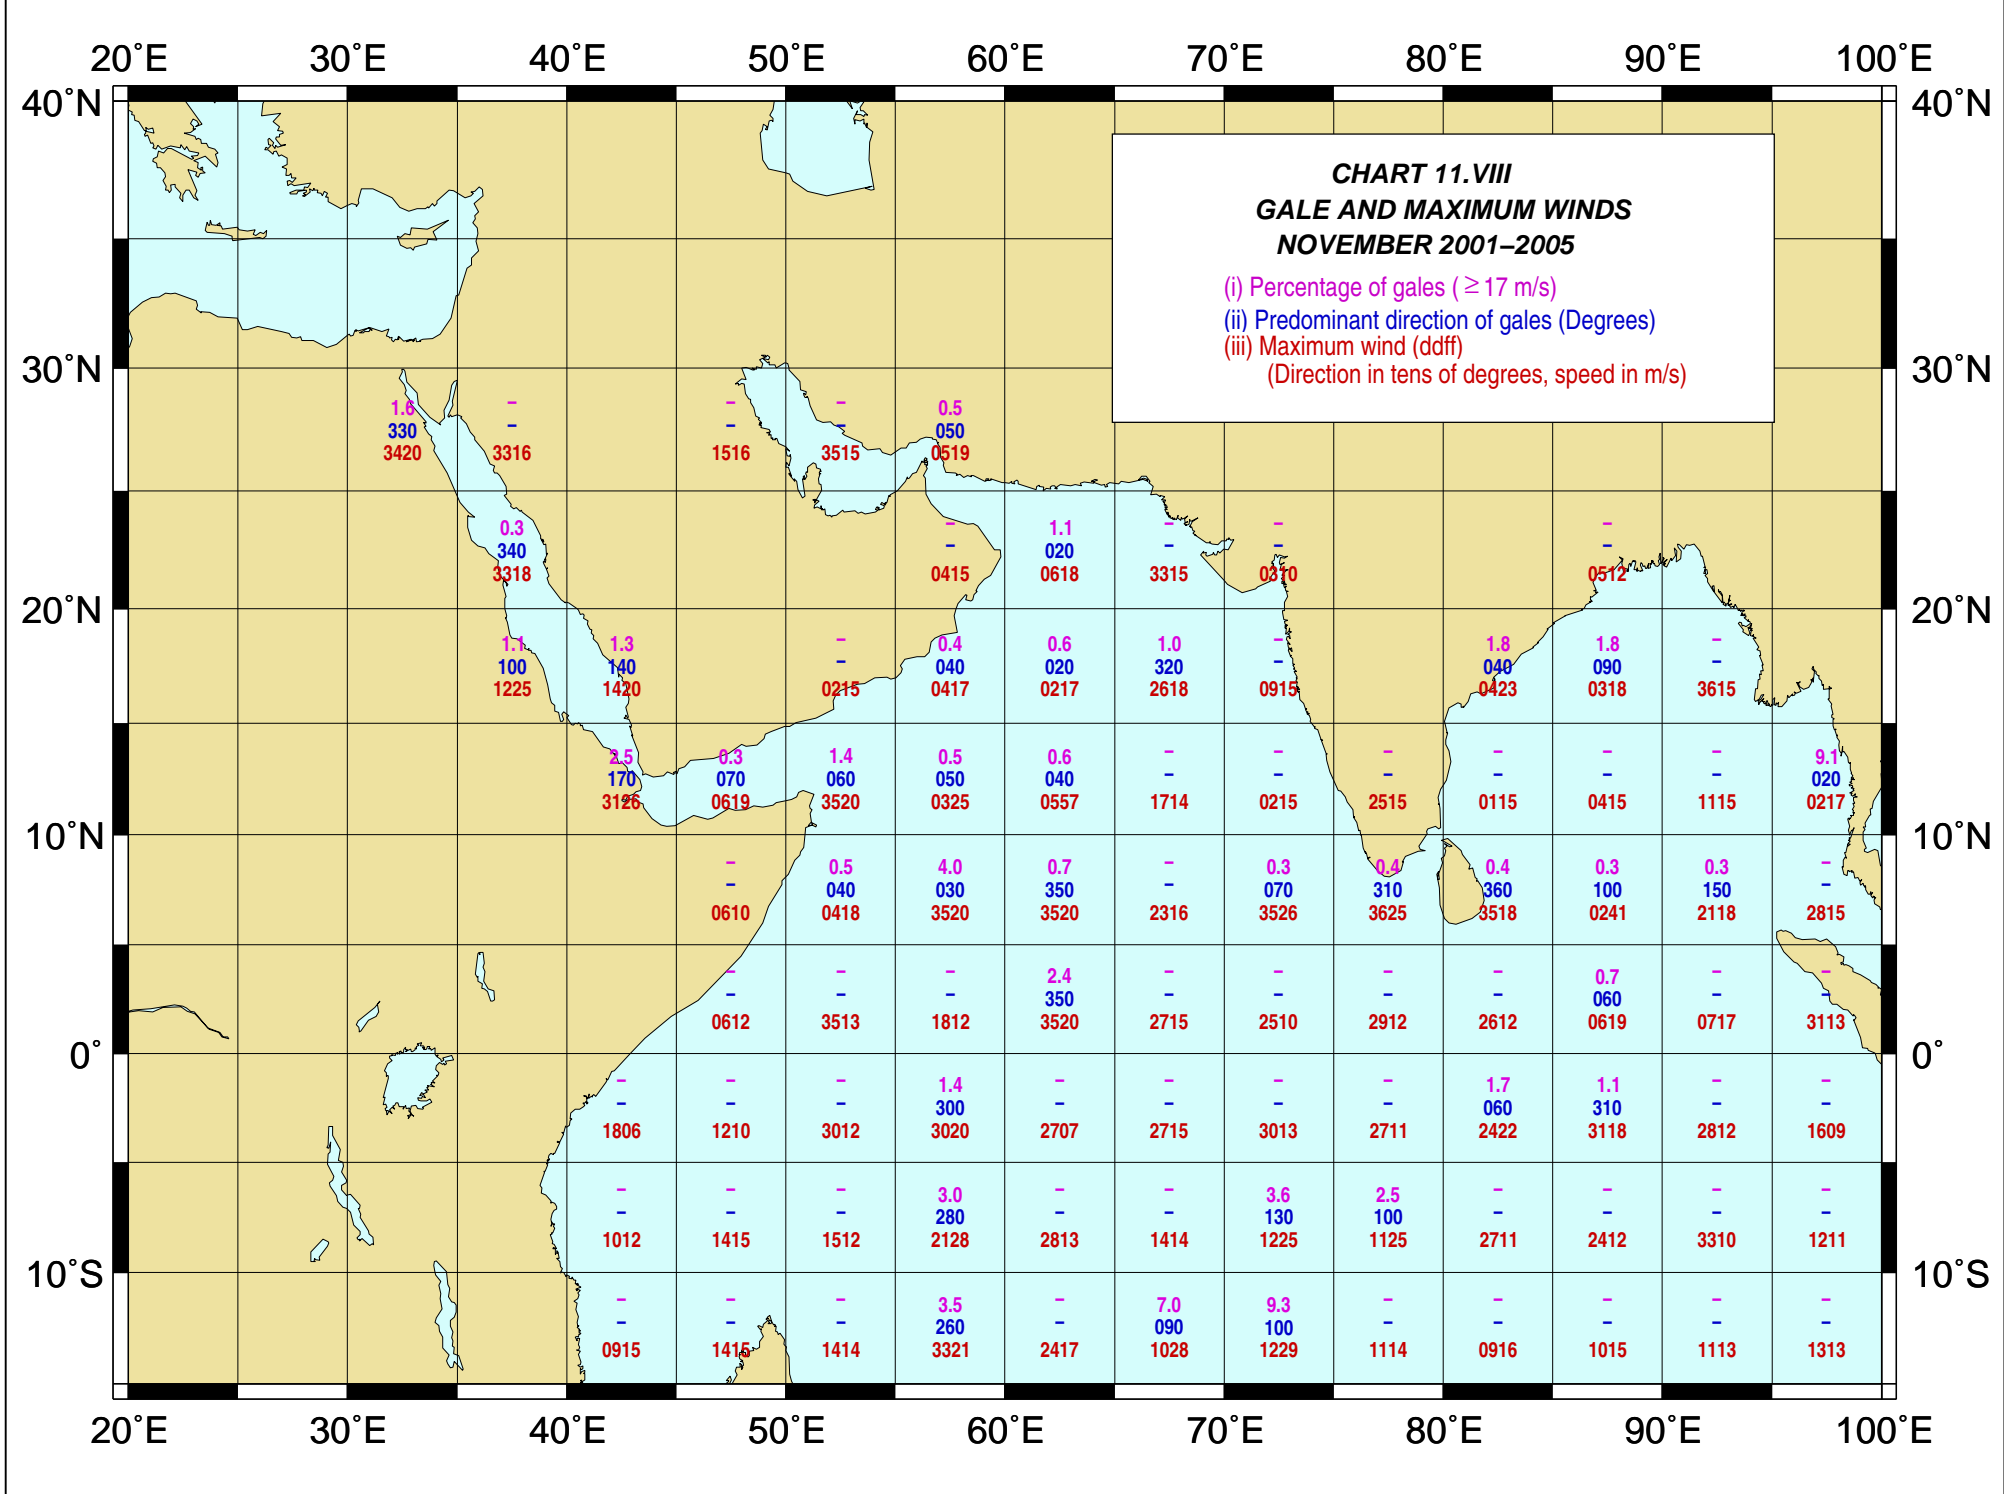 20°E 30°E 40°E 50°E 60°E 70°E 80°E 90°E 100°E
40°N 40°N
CHART 11.VIII
GALE AND MAXIMUM WINDS
NOVEMBER 2001–2005
(i) Percentage of gales ( ≥ 17 m/s)
(ii) Predominant direction of gales (Degrees)
(iii) Maximum wind (ddff)
(Direction in tens of degrees, speed in m/s)
30°N 30°N
1.6 – – – 0.5
330 – – – 050
3420 3316 1516 3515 0519
0.3 – 1.1 – – –
340 – 020 – – –
3318 0415 0618 3315 0310 0512
20°N 20°N
1.1 1.3 – 0.4 0.6 1.0 – 1.8 1.8 –
100 140 – 040 020 320 – 040 090 –
1225 1420 0215 0417 0217 2618 0915 0423 0318 3615
2.5 0.3 1.4 0.5 0.6 – – – – – – 9.1
170 070 060 050 040 – – – – – – 020
3126 0619 3520 0325 0557 1714 0215 2515 0115 0415 1115 0217
10°N 10°N
– 0.5 4.0 0.7 – 0.3 0.4 0.4 0.3 0.3 –
– 040 030 350 – 070 310 360 100 150 –
0610 0418 3520 3520 2316 3526 3625 3518 0241 2118 2815
– – – 2.4 – – – – 0.7 – –
– – – 350 – – – – 060 – –
0612 3513 1812 3520 2715 2510 2912 2612 0619 0717 3113
0° 0°
– – – 1.4 – – – – 1.7 1.1 – –
– – – 300 – – – – 060 310 – –
1806 1210 3012 3020 2707 2715 3013 2711 2422 3118 2812 1609
– – – 3.0 – – 3.6 2.5 – – – –
– – – 280 – – 130 100 – – – –
1012 1415 1512 2128 2813 1414 1225 1125 2711 2412 3310 1211
10°S 10°S
– – – 3.5 – 7.0 9.3 – – – – –
– – – 260 – 090 100 – – – – –
0915 1415 1414 3321 2417 1028 1229 1114 0916 1015 1113 1313
20°E 30°E 40°E 50°E 60°E 70°E 80°E 90°E 100°E